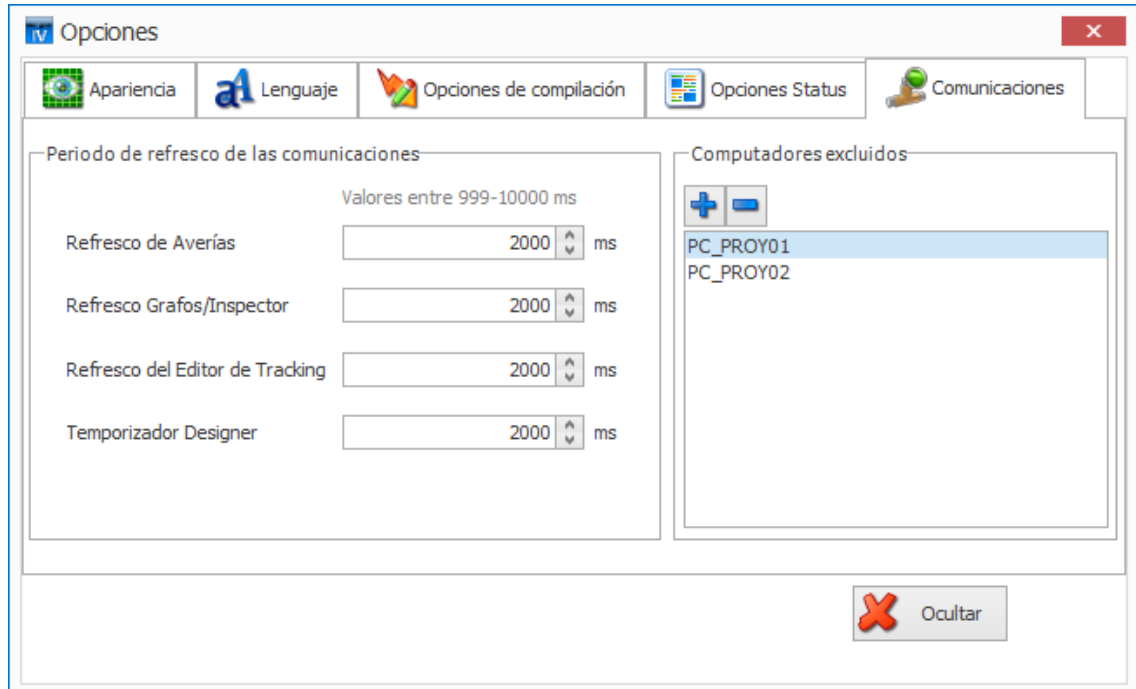 IV Opciones
Apariencia
Lenguaje
Opciones de compilación
Opciones Status
Comunicaciones
Periodo de refresco de las comunicaciones
Valores entre 999-10000 ms
Refresco de Averías 2000 ms
Refresco Grafos/Inspector 2000 ms
Refresco del Editor de Tracking 2000 ms
Temporizador Designer 2000 ms
Computadores excluidos
PC_PROY01
PC_PROY02
Ocultar